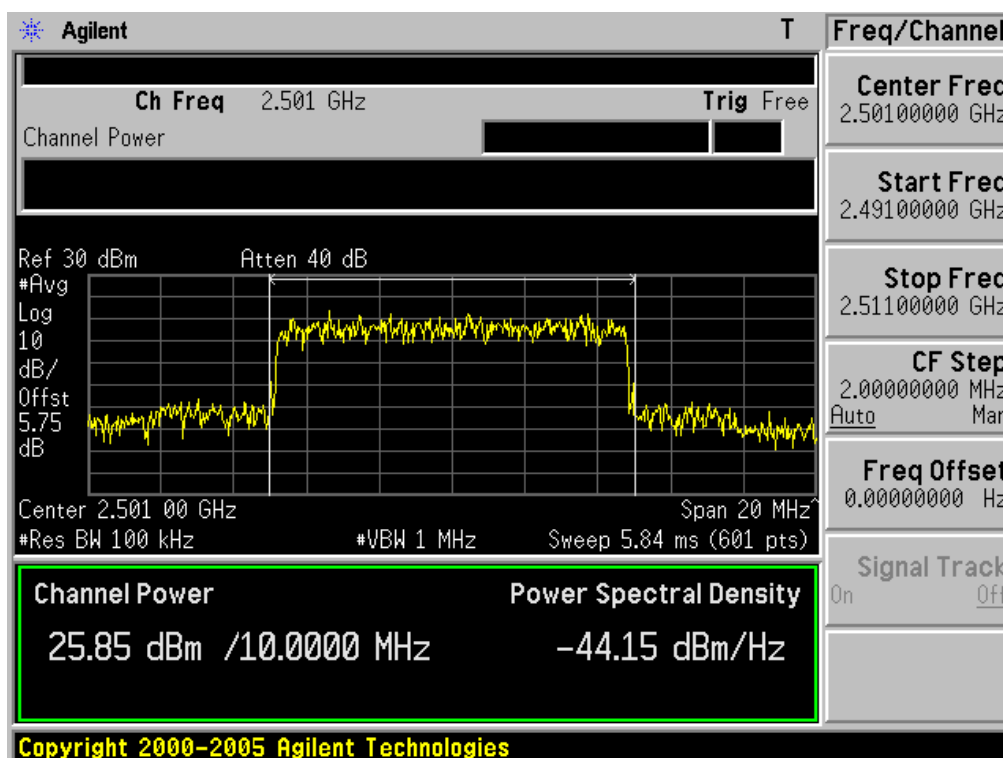 Agilent T Freq/Channel
Ch Freq 2.501 GHz Trig Free
Channel Power
Center Freq
2.50100000 GHz
Start Freq
2.49100000 GHz
Ref 30 dBm Atten 40 dB
#Avg
Log
10
dB/
Offst
5.75
dB
Stop Freq
2.51100000 GHz
CF Step
2.00000000 MHz
Auto Man
Freq Offset
0.00000000 Hz
Center 2.501 00 GHz Span 20 MHz^
#Res BW 100 kHz #VBW 1 MHz Sweep 5.84 ms (601 pts)
Signal Track
On Off
Channel Power Power Spectral Density
25.85 dBm /10.0000 MHz -44.15 dBm/Hz
Copyright 2000-2005 Agilent Technologies